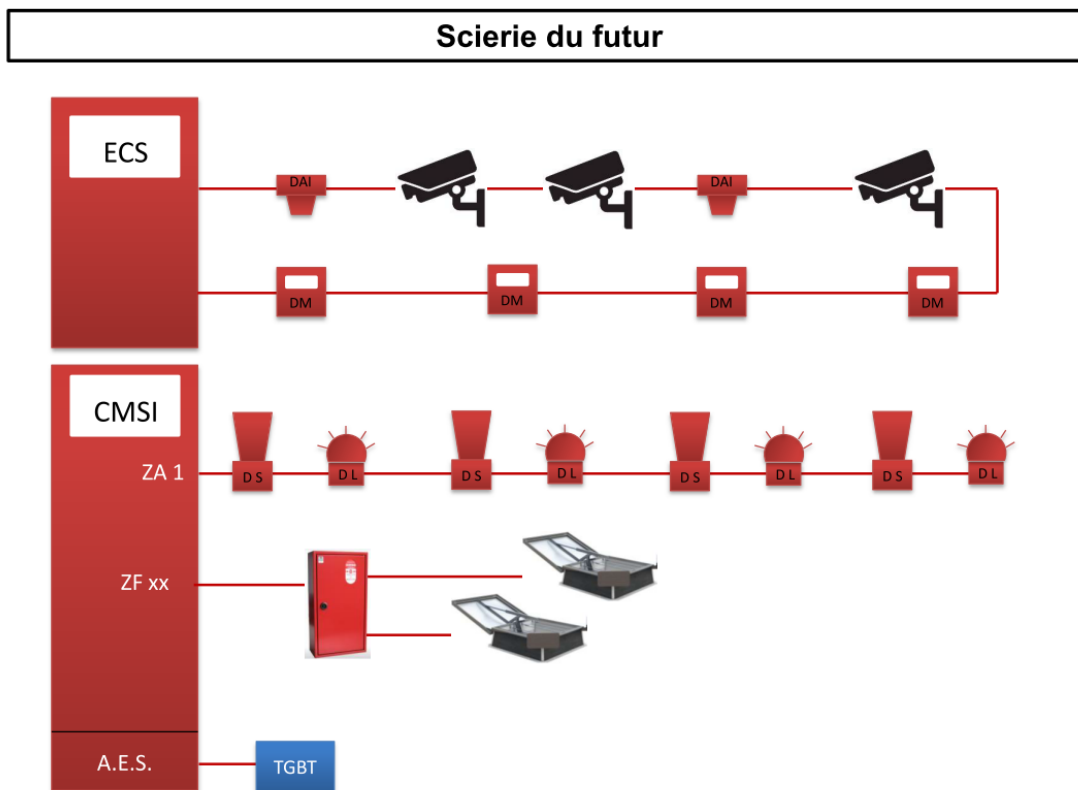 Scierie du futur
ECS
DAI
DAI
DM
DM
DM
DM
CMSI
ZA 1
D S
D L
D S
D L
D S
D L
D S
D L
ZF xx
A.E.S.
TGBT